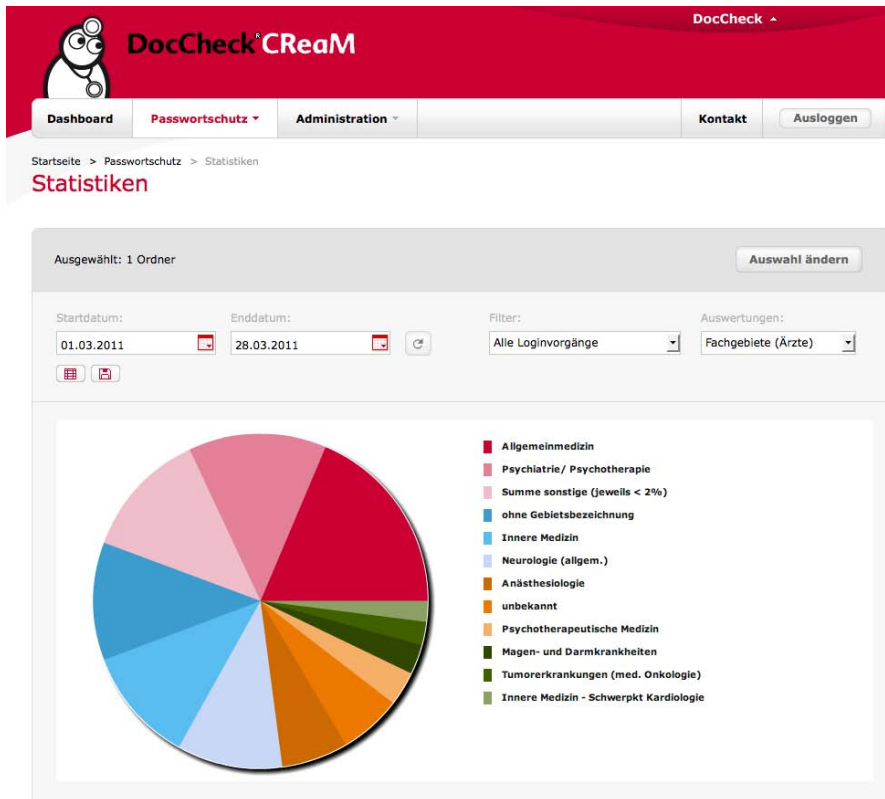 DocCheck
DocCheck® CReaM
Dashboard
Passwortschutz
Administration
Kontakt
Ausloggen
Startseite > Passwortschutz > Statistiken
Statistiken
Ausgewählt: 1 Ordner
Auswahl ändern
Startdatum:
Enddatum:
Filter:
Auswertungen:
01.03.2011
28.03.2011
Alle Loginvorgänge
Fachgebiete (Ärzte)
Allgemeinmedizin
Psychiatrie/ Psychotherapie
Summe sonstige (jeweils < 2%)
ohne Gebietsbezeichnung
Innere Medizin
Neurologie (allgem.)
Anästhesiologie
unbekannt
Psychotherapeutische Medizin
Magen- und Darmkrankheiten
Tumorerkrankungen (med. Onkologie)
Innere Medizin - Schwerpkt Kardiologie